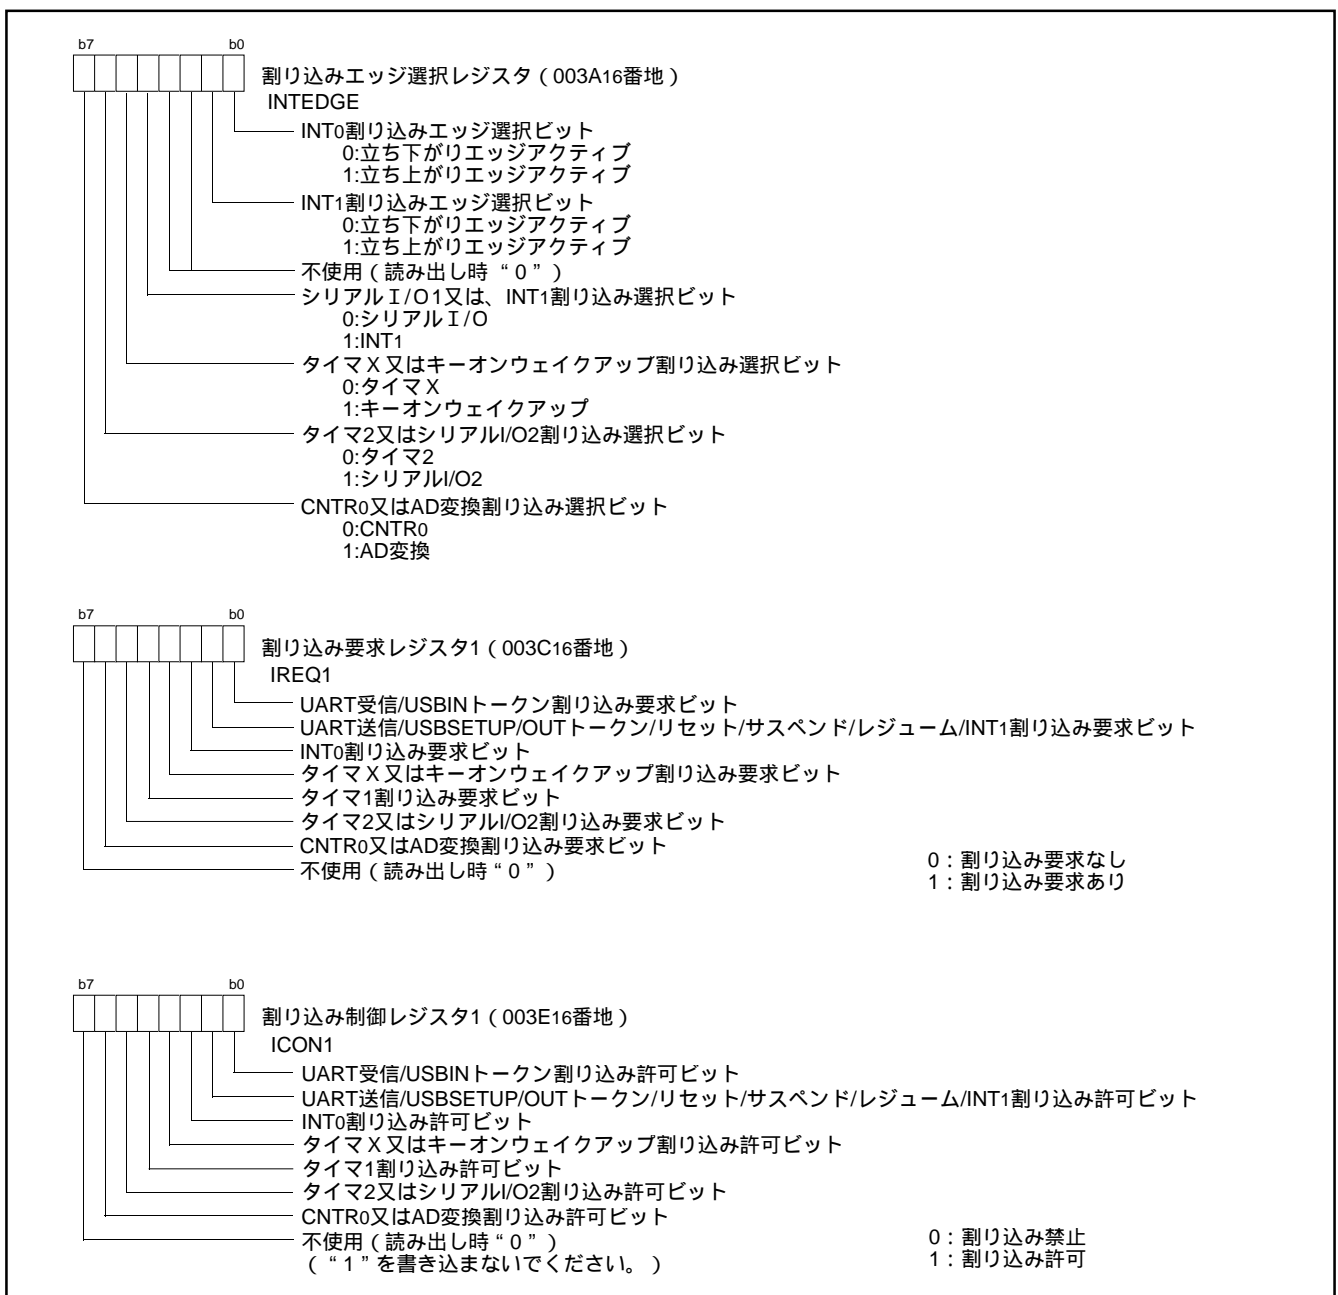 b7 b0
割り込みエッジ選択レジスタ ( 003A16番地 )
INTEDGE
INT0割り込みエッジ選択ビット
0:立ち下がりエッジアクティブ
1:立ち上がりエッジアクティブ
INT1割り込みエッジ選択ビット
0:立ち下がりエッジアクティブ
1:立ち上がりエッジアクティブ
不使用 ( 読み出し時 “ 0 ” )
シリアルI/O1又は、INT1割り込み選択ビット
0:シリアルI/O
1:INT1
タイマX又はキーオンウェイクアップ割り込み選択ビット
0:タイマX
1:キーオンウェイクアップ
タイマ2又はシリアルI/O2割り込み選択ビット
0:タイマ2
1:シリアルI/O2
CNTR0又はAD変換割り込み選択ビット
0:CNTR0
1:AD変換
b7 b0
割り込み要求レジスタ1 ( 003C16番地 )
IREQ1
UART受信/USBINトークン割り込み要求ビット
UART送信/USBSETUP/OUTトークン/リセット/サスペンド/レジューム/INT1割り込み要求ビット
INT0割り込み要求ビット
タイマX又はキーオンウェイクアップ割り込み要求ビット
タイマ1割り込み要求ビット
タイマ2又はシリアルI/O2割り込み要求ビット
CNTR0又はAD変換割り込み要求ビット
不使用 ( 読み出し時 “ 0 ” )
0 : 割り込み要求なし
1 : 割り込み要求あり
b7 b0
割り込み制御レジスタ1 ( 003E16番地 )
ICON1
UART受信/USBINトークン割り込み許可ビット
UART送信/USBSETUP/OUTトークン/リセット/サスペンド/レジューム/INT1割り込み許可ビット
INT0割り込み許可ビット
タイマX又はキーオンウェイクアップ割り込み許可ビット
タイマ1割り込み許可ビット
タイマ2又はシリアルI/O2割り込み許可ビット
CNTR0又はAD変換割り込み許可ビット
不使用 ( 読み出し時 “ 0 ” )
( “ 1 ” を書き込まないでください。 )
0 : 割り込み禁止
1 : 割り込み許可